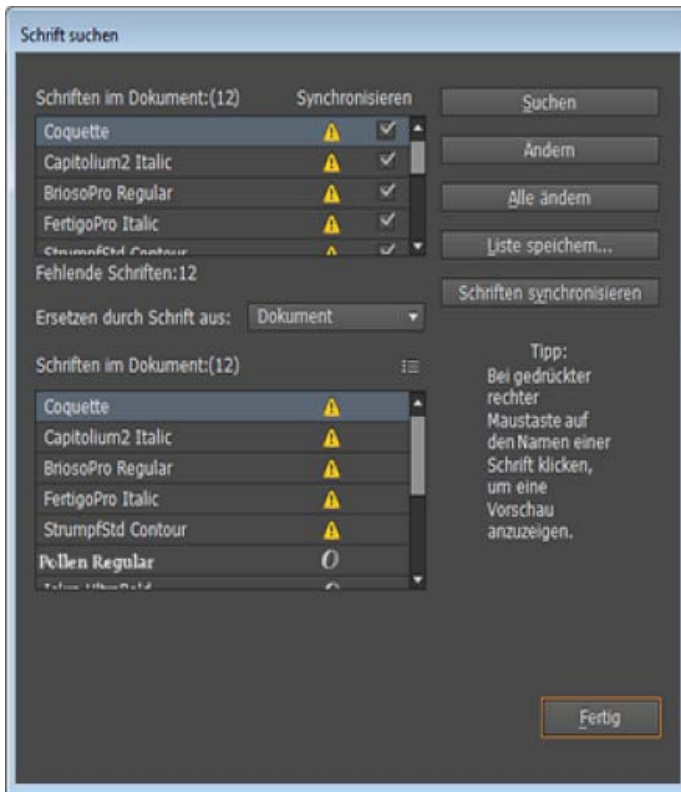 Schrift suchen
Schriften im Dokument:(12) Synchronisieren
Coquette
Capitolium2 Italic
BriosoPro Regular
FertigoPro Italic
StrumpfStd Contour
Fehlende Schriften:12
Ersetzen durch Schrift aus: Dokument
Schriften im Dokument:(12)
Coquette
Capitolium2 Italic
BriosoPro Regular
FertigoPro Italic
StrumpfStd Contour
Pollen Regular
Suchen
Ändern
Alle ändern
Liste speichern...
Schriften synchronisieren
Tipp:
Bei gedrückter
rechter
Maustaste auf
den Namen einer
Schrift klicken,
um eine
Vorschau
anzuzeigen.
Fertig